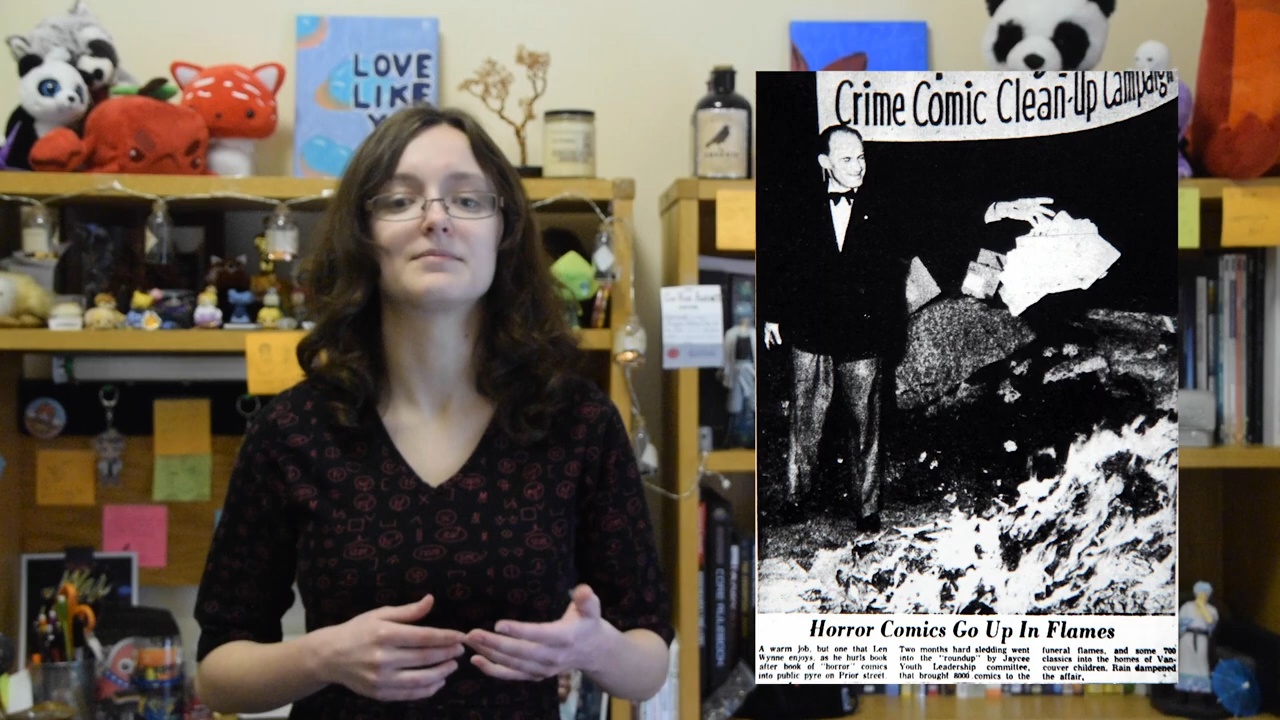 LOVE
LIKE
Crime Comic Clean-Up Campaign
CORE RULEBOOK
Horror Comics Go Up In Flames
A warm job, but one that Len
Wynne enjoys, as he hurls book
after book of "horror" comics
into public pyre on Prior street
Two months hard sledding went
into the "roundup" by Jaycee
Youth Leadership committee,
that brought 8000 comics to the
funeral flames, and some 700
classics into the homes of Van-
couver children. Rain dampened
the affair.